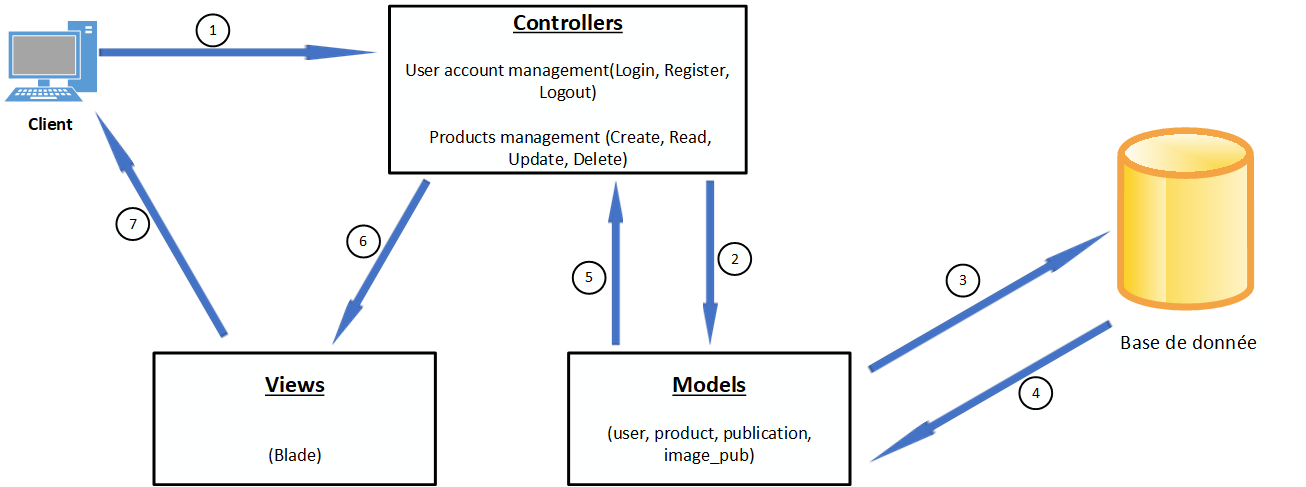 1
Controllers
User account management(Login, Register,
Logout)
Products management (Create, Read,
Update, Delete)
Client
7
6
5
2
3
4
Base de donnée
Views
(Blade)
Models
(user, product, publication,
image_pub)